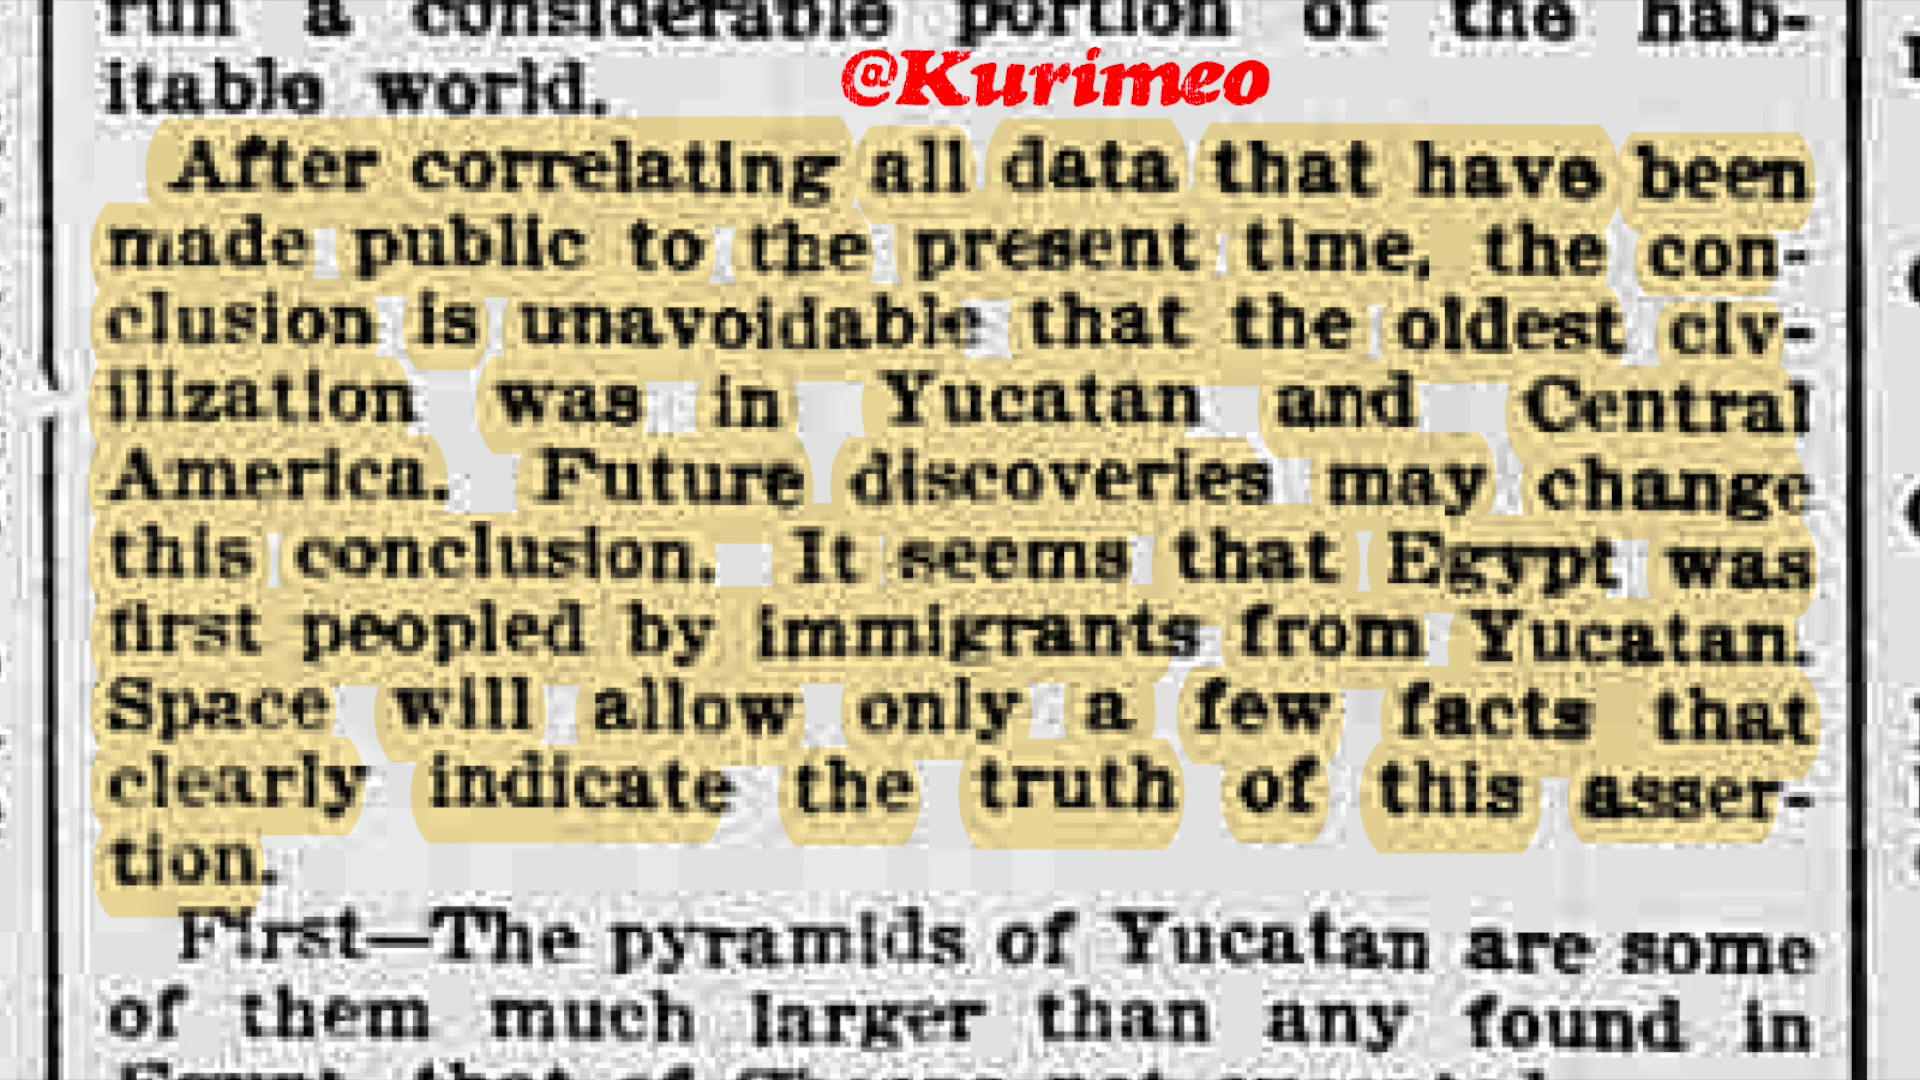 run a considerable portion of the hab-
itable world.
@Kurimeo
After correlating all data that have been
made public to the present time, the con-
clusion is unavoidable that the oldest civ-
ilization was in Yucatan and Central
America. Future discoveries may change
this conclusion. It seems that Egypt was
first peopled by immigrants from Yucatan.
Space will allow only a few facts that
clearly indicate the truth of this asser-
tion.
First—The pyramids of Yucatan are some
of them much larger than any found in